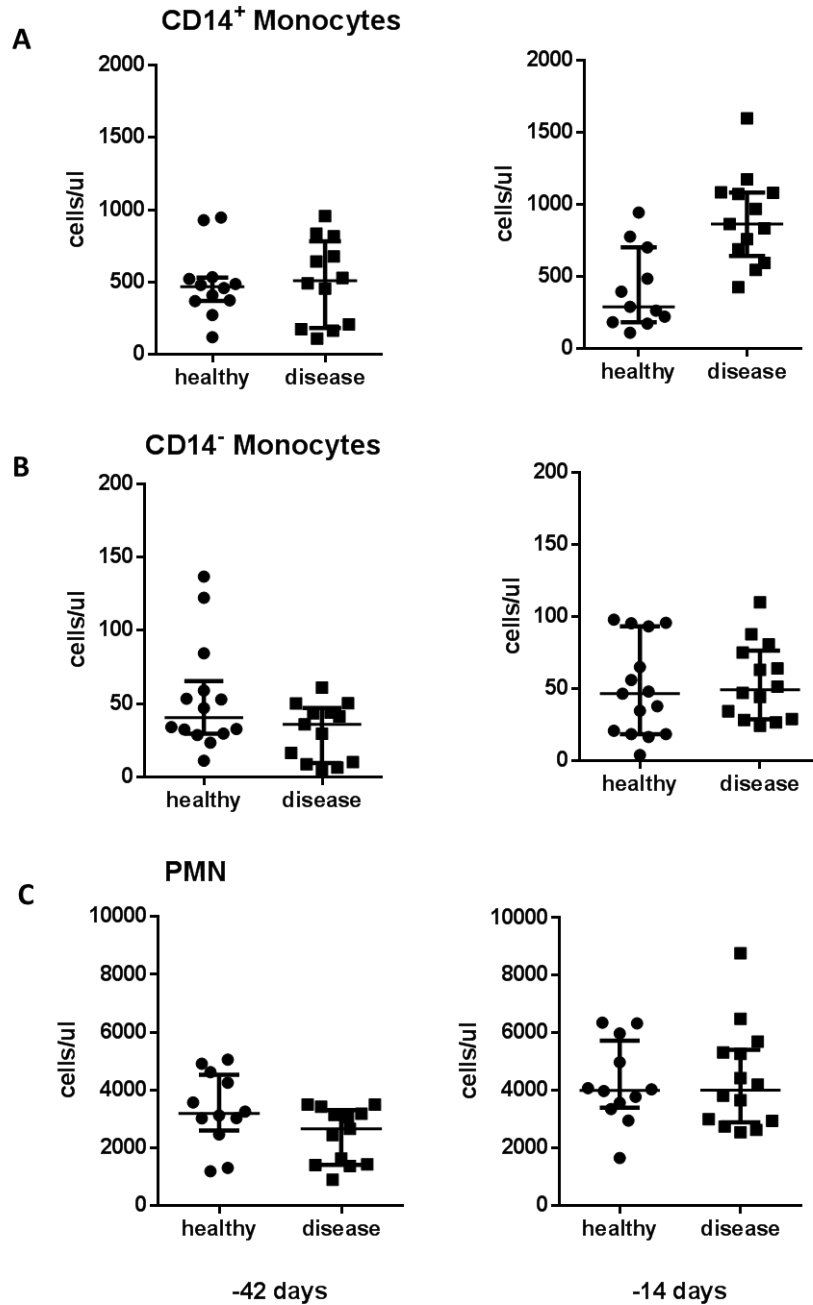 A
CD14⁺ Monocytes
2000
1500
1000
500
0
cells/ul
healthy disease
2000
1500
1000
500
0
cells/ul
healthy disease
B
CD14⁻ Monocytes
200
150
100
50
0
cells/ul
healthy disease
200
150
100
50
0
cells/ul
healthy disease
C
PMN
10000
8000
6000
4000
2000
0
cells/ul
healthy disease
10000
8000
6000
4000
2000
0
cells/ul
healthy disease
-42 days
-14 days